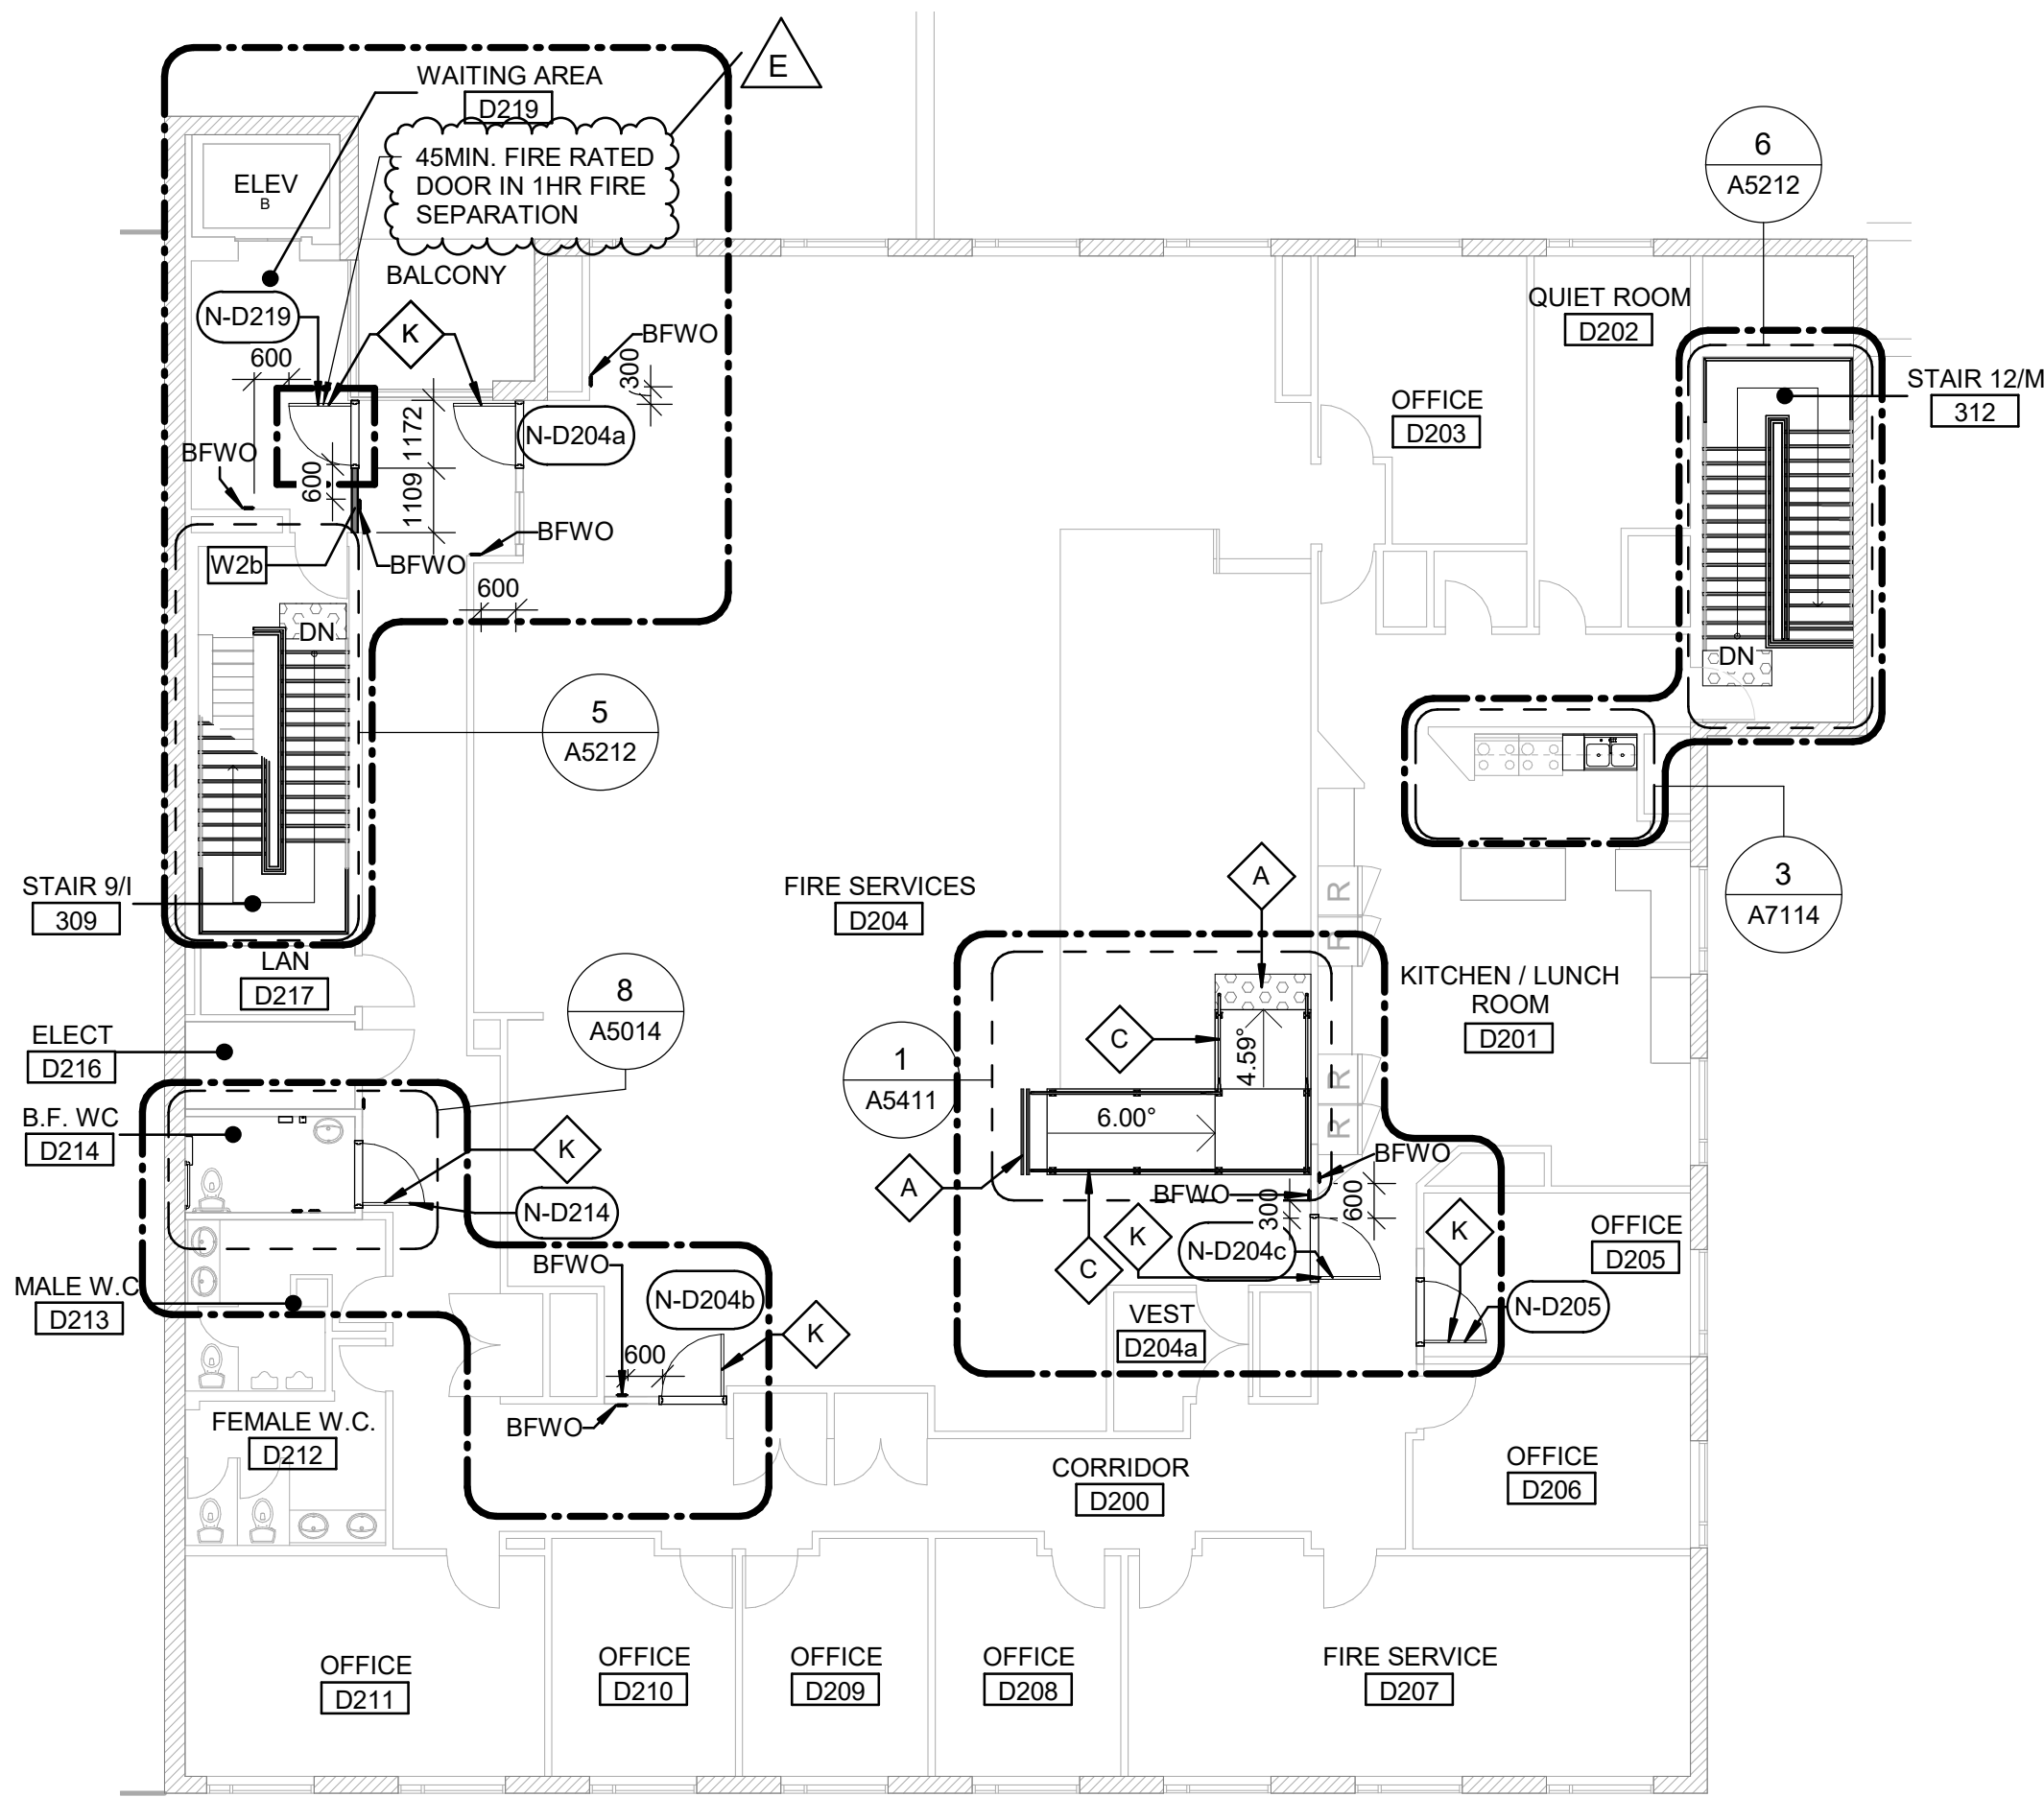 E
WAITING AREA
D219
45MIN. FIRE RATED
DOOR IN 1HR FIRE
SEPARATION
ELEV
B
BALCONY
N-D219
K
BFWO
600
300
N-D204a
1172
BFWO
600
1109
BFWO
W2b
BFWO
600
DN
5
A5212
STAIR 9/I
309
LAN
D217
ELECT
D216
8
A5014
B.F. WC
D214
K
N-D214
MALE W.C
D213
BFWO
N-D204b
600
K
BFWO
FEMALE W.C.
D212
6
A5212
QUIET ROOM
D202
STAIR 12/M
312
OFFICE
D203
DN
3
A7114
FIRE SERVICES
D204
A
R
R
KITCHEN / LUNCH
ROOM
D201
C
4.59°
1
A5411
6.00°
R
R
A
BFWO
BFWO
300
600
K
N-D204c
C
K
OFFICE
D205
N-D205
VEST
D204a
CORRIDOR
D200
OFFICE
D206
OFFICE
D211
OFFICE
D210
OFFICE
D209
OFFICE
D208
FIRE SERVICE
D207